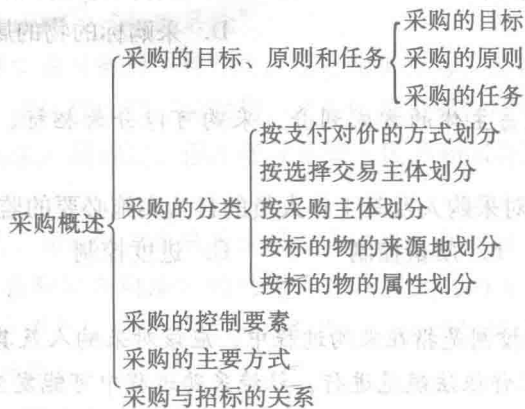 采购概述
采购的目标、原则和任务
采购的目标
采购的原则
采购的任务
采购的分类
按支付对价的方式划分
按选择交易主体划分
按采购主体划分
按标的物的来源地划分
按标的物的属性划分
采购的控制要素
采购的主要方式
采购与招标的关系